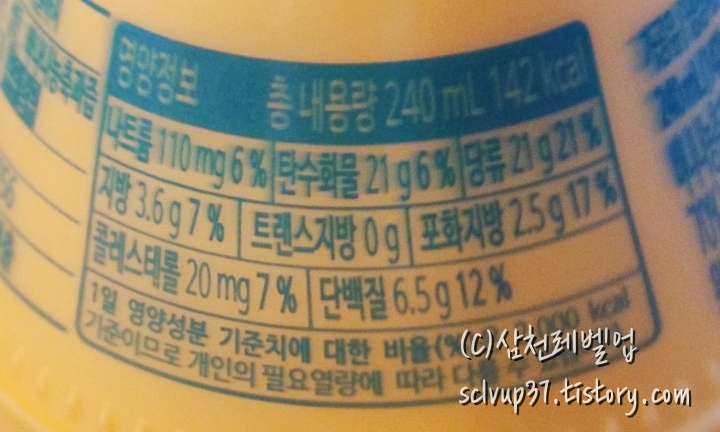 영양정보 총 내용량 240 mL 142 kcal
나트륨 110 mg 6 % 탄수화물 21 g 6 % 당류 21 g 21 %
지방 3.6 g 7 % 트랜스지방 0 g 포화지방 2.5 g 17 %
콜레스테롤 20 mg 7 % 단백질 6.5 g 12 %
1일 영양성분 기준치에 대한 비율(% kcal
기준이므로 개인의 필요열량에 따라
(C)삼천레벨업
sclvup37.tistory.com